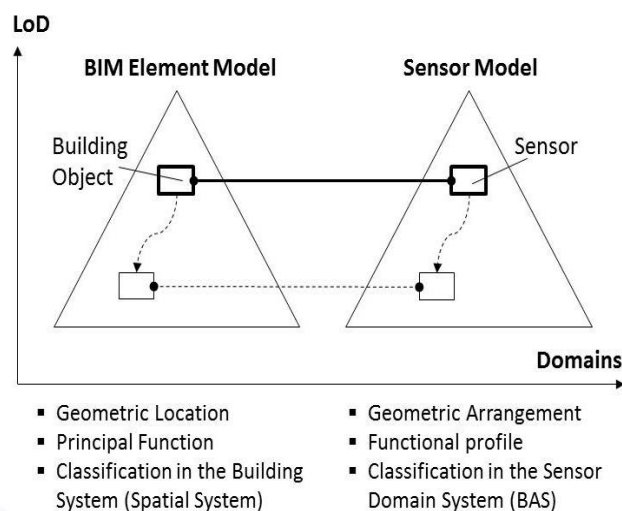 LoD
BIM Element Model
Sensor Model
Building
Object
Sensor
Domains
▪ Geometric Location
▪ Principal Function
▪ Classification in the Building
System (Spatial System)
▪ Geometric Arrangement
▪ Functional profile
▪ Classification in the Sensor
Domain System (BAS)